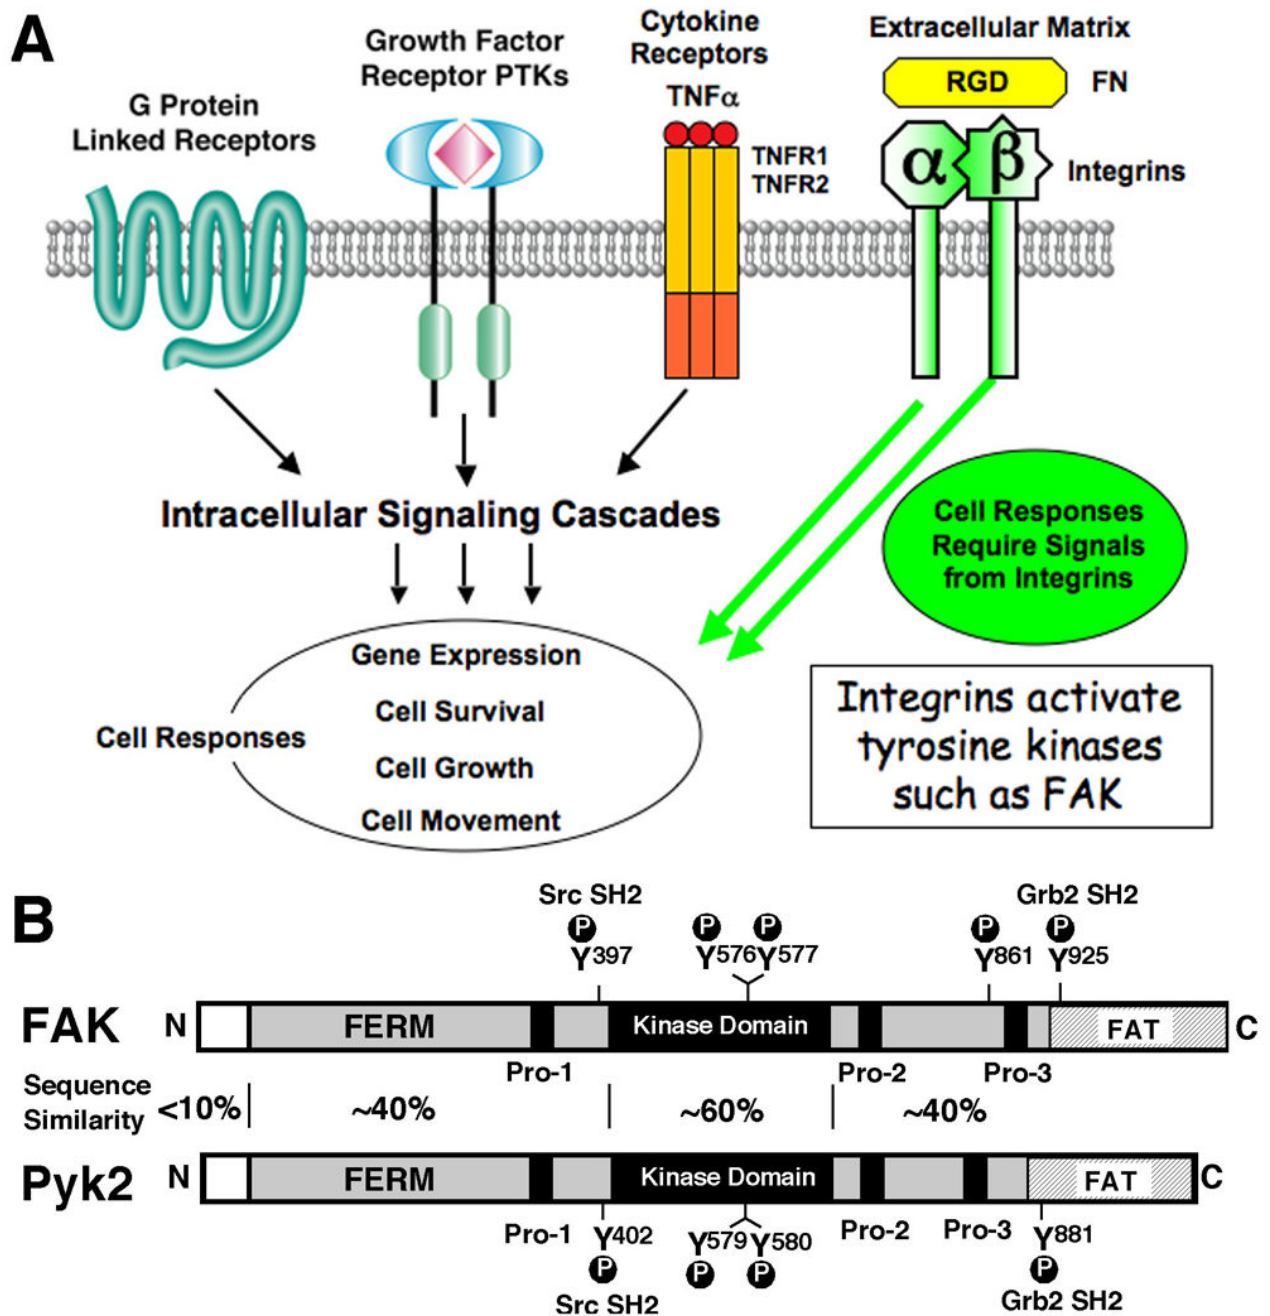 A
G Protein
Linked Receptors
Growth Factor
Receptor PTKs
Cytokine
Receptors
TNFα
TNFR1
TNFR2
Extracellular Matrix
RGD FN
α β
Integrins
Intracellular Signaling Cascades
Cell Responses
Require Signals
from Integrins
Gene Expression
Cell Survival
Cell Responses
Cell Growth
Cell Movement
Integrins activate
tyrosine kinases
such as FAK
B
Src SH2 Grb2 SH2
P P P P P
Y397 Y576 Y577 Y861 Y925
FAK N FERM Kinase Domain FAT C
Pro-1 Pro-2 Pro-3
Sequence
Similarity <10% ~40% ~60% ~40%
Pyk2 N FERM Kinase Domain FAT C
Pro-1 Y402 Y579 Y580 Pro-2 Pro-3 Y881
P P P P
Src SH2 Grb2 SH2